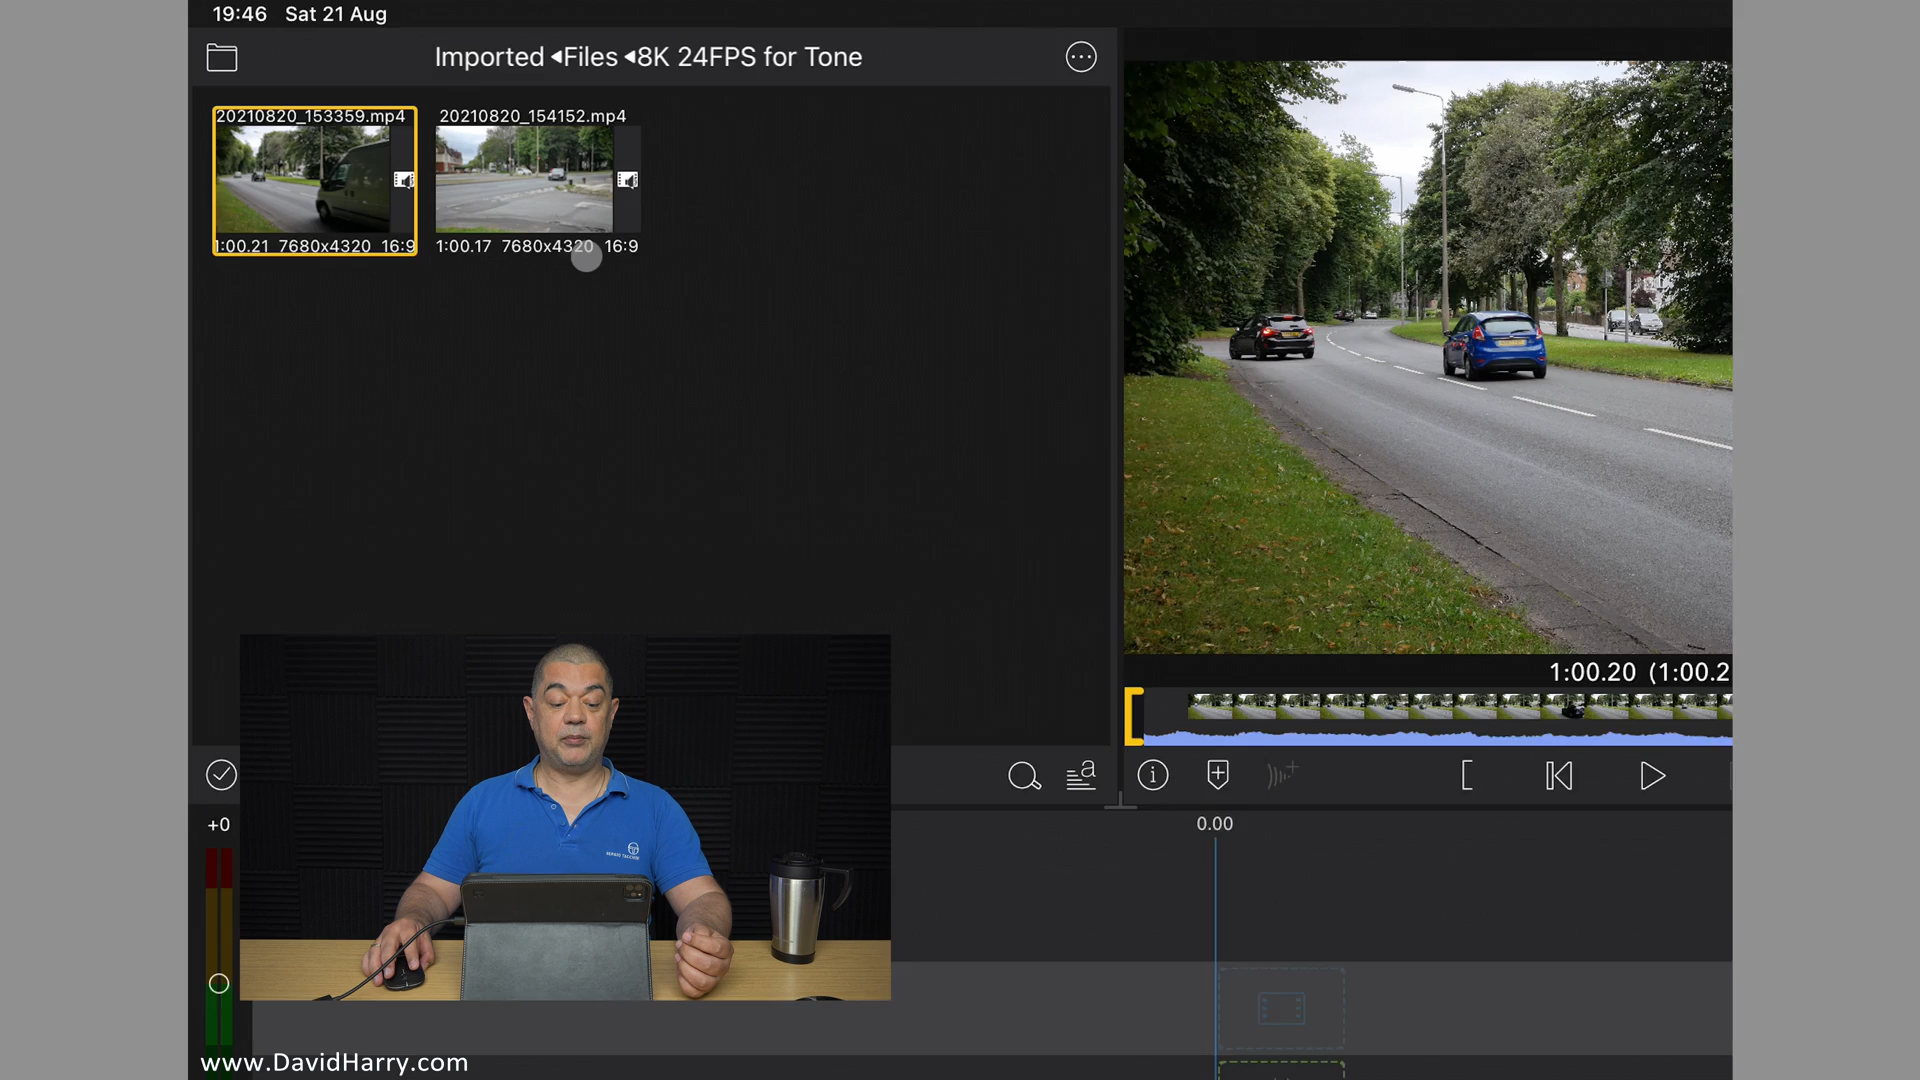 19:46 Sat 21 Aug
Imported ◂Files ◂8K 24FPS for Tone
20210820_153359.mp4 20210820_154152.mp4
1:00.21 7680x4320 16:9 1:00.17 7680x4320 16:9
1:00.20 (1:00.2
+0
0.00
SERGIO TACCHINI
www.DavidHarry.com